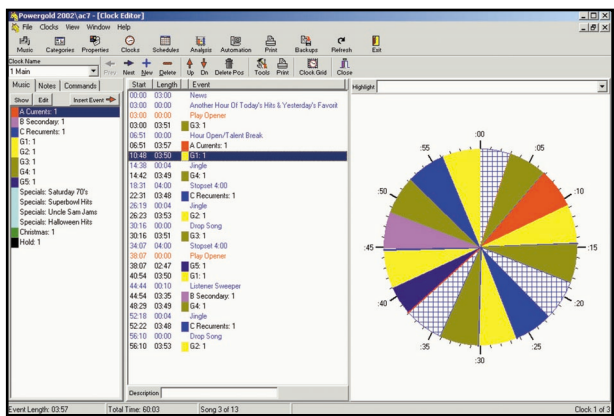 Powergold 2002\ac7 - [Clock Editor]
File Clocks View Window Help
Music Categories Properties Clocks Schedules Analysis Automation Print Backups Refresh Exit
Clock Name
1 Main
Prev Next New Delete Up Dn Delete Pos Tools Print Clock Grid Close
Music Notes Commands
Show Edit Insert Event
A Currents: 1
B Secondary: 1
C Recurrents: 1
G1: 1
G2: 1
G3: 1
G4: 1
G5: 1
Specials: Saturday 70's
Specials: Superbowl Hits
Specials: Uncle Sam Jams
Specials: Halloween Hits
Christmas: 1
Hold: 1
Start Length Event
00:00 03:00 News
03:00 00:00 Another Hour Of Today's Hits & Yesterday's Favorit
03:00 00:00 Play Opener
03:00 03:51 G3: 1
06:51 00:00 Hour Open/Talent Break
06:51 03:57 A Currents: 1
10:48 03:50 G1: 1
14:38 00:04 Jingle
14:42 03:49 G4: 1
18:31 04:00 Stopset 4:00
22:31 03:48 C Recurrents: 1
26:19 00:04 Jingle
26:23 03:53 G2: 1
30:16 00:00 Drop Song
30:16 03:51 G3: 1
34:07 04:00 Stopset 4:00
38:07 00:00 Play Opener
38:07 02:47 G5: 1
40:54 03:50 G1: 1
44:44 00:10 Listener Sweeper
44:54 03:35 B Secondary: 1
48:29 03:49 G4: 1
52:18 00:04 Jingle
52:22 03:48 C Recurrents: 1
56:10 00:00 Drop Song
56:10 03:53 G2: 1
Description
Highlight
:00
:05
:10
:15
:20
:25
:30
:35
:40
:45
:50
:55
Event Length: 03:57 Total Time: 60:03 Song 3 of 13 Clock 1 of 3